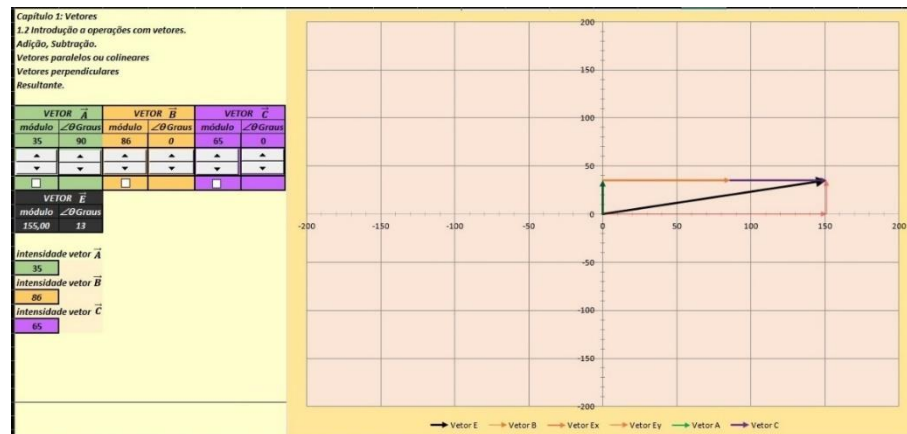 Capítulo 1: Vetores
1.2 Introdução a operações com vetores.
Adição, Subtração.
Vetores paralelos ou colineares
Vetores perpendiculares
Resultante.
VETOR A VETOR B VETOR C
módulo ∠θGraus módulo ∠θGraus módulo ∠θGraus
35 90 86 0 65 0
VETOR E
módulo ∠θGraus
155,00 13
intensidade vetor A
35
intensidade vetor B
86
intensidade vetor C
65
200
150
100
50
0
-200 -150 -100 -50 0 50 100 150 200
-50
-100
-150
-200
Vetor E Vetor B Vetor Ex Vetor Ey Vetor A Vetor C